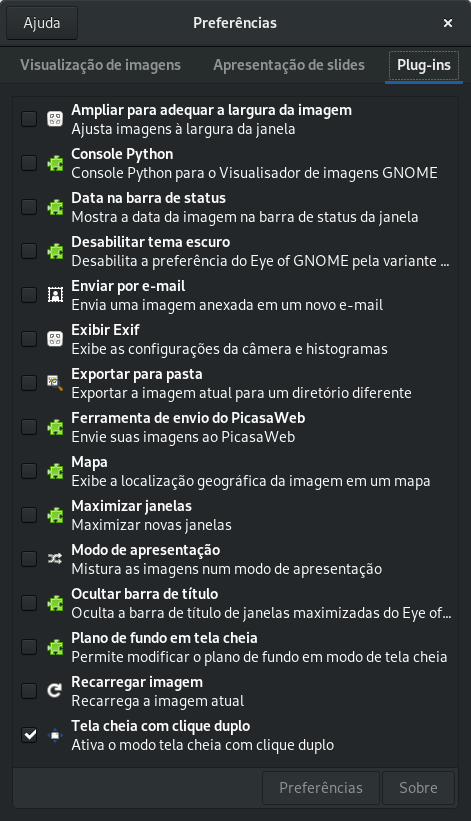 Ajuda
Preferências
Visualização de imagens
Apresentação de slides
Plug-ins
Ampliar para adequar a largura da imagem
Ajusta imagens à largura da janela
Console Python
Console Python para o Visualisador de imagens GNOME
Data na barra de status
Mostra a data da imagem na barra de status da janela
Desabilitar tema escuro
Desabilita a preferência do Eye of GNOME pela variante ...
Enviar por e-mail
Envia uma imagem anexada em um novo e-mail
Exibir Exif
Exibe as configurações da câmera e histogramas
Exportar para pasta
Exportar a imagem atual para um diretório diferente
Ferramenta de envio do PicasaWeb
Envie suas imagens ao PicasaWeb
Mapa
Exibe a localização geográfica da imagem em um mapa
Maximizar janelas
Maximizar novas janelas
Modo de apresentação
Mistura as imagens num modo de apresentação
Ocultar barra de título
Oculta a barra de título de janelas maximizadas do Eye of...
Plano de fundo em tela cheia
Permite modificar o plano de fundo em modo de tela cheia
Recarregar imagem
Recarrega a imagem atual
Tela cheia com clique duplo
Ativa o modo tela cheia com clique duplo
Preferências
Sobre